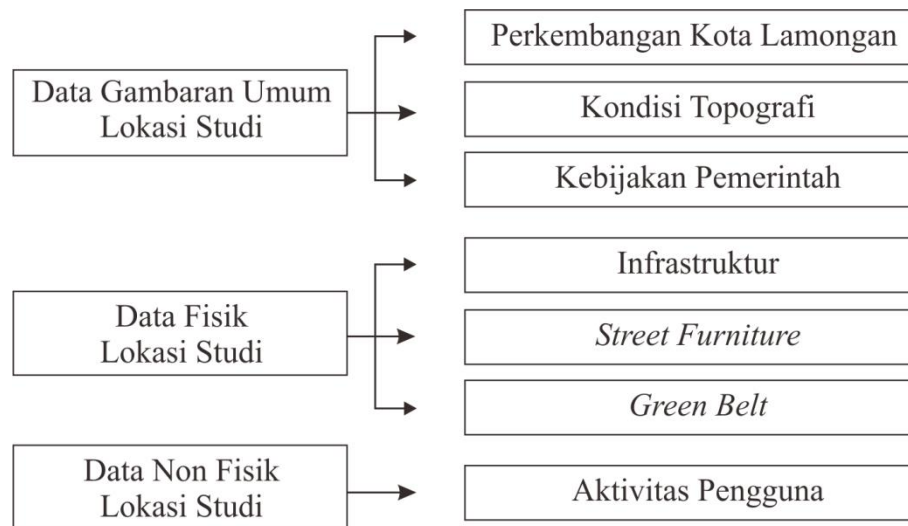 Data Gambaran Umum
Lokasi Studi
Perkembangan Kota Lamongan
Kondisi Topografi
Kebijakan Pemerintah
Data Fisik
Lokasi Studi
Infrastruktur
Street Furniture
Green Belt
Data Non Fisik
Lokasi Studi
Aktivitas Pengguna